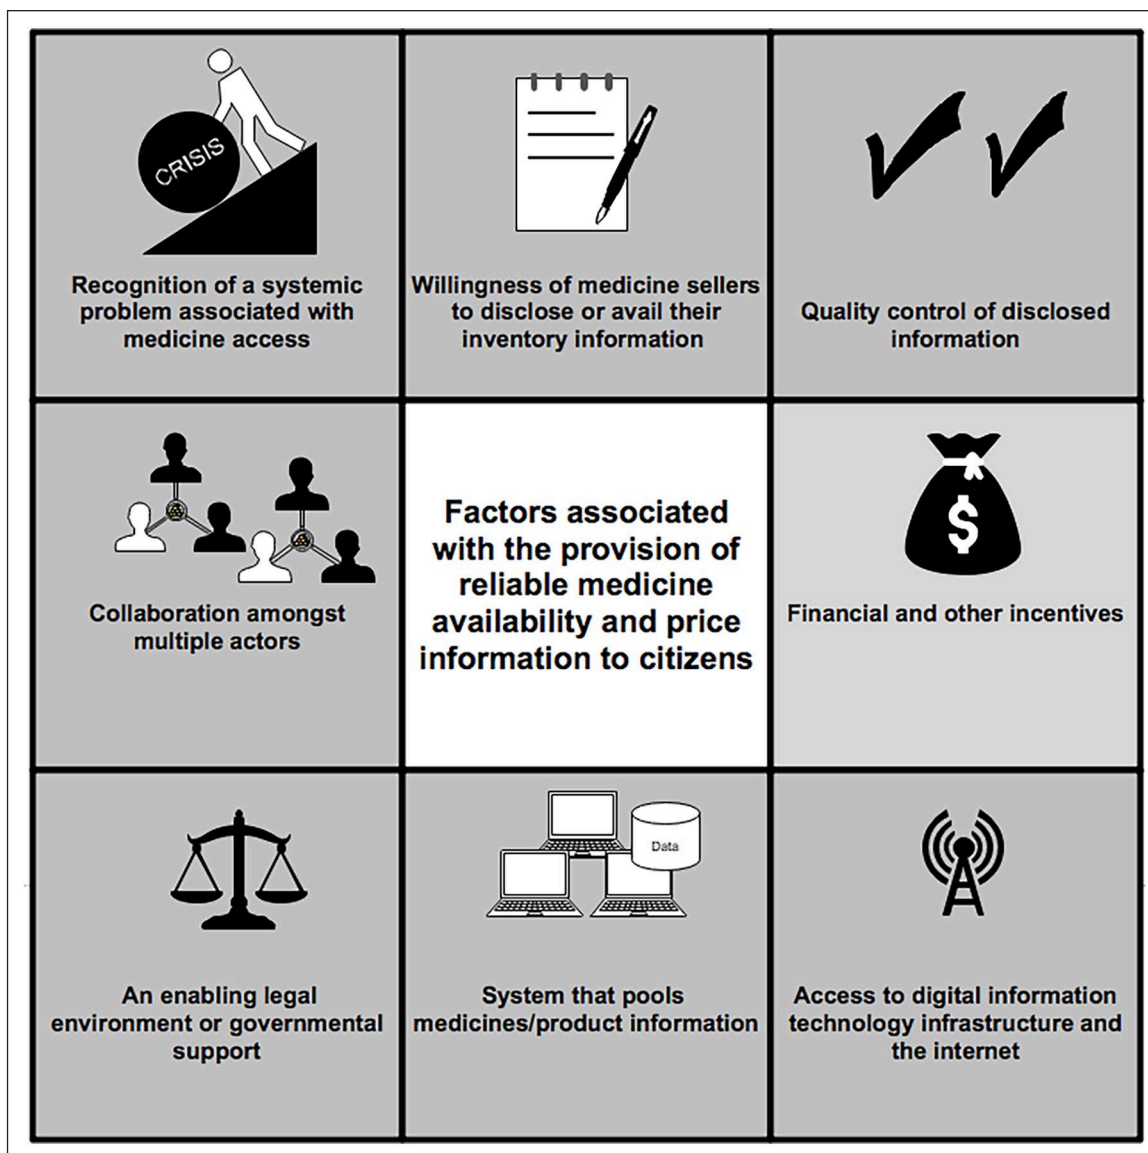 CRISIS
Recognition of a systemic
problem associated with
medicine access
Willingness of medicine sellers
to disclose or avail their
inventory information
Quality control of disclosed
information
Collaboration amongst
multiple actors
Factors associated
with the provision of
reliable medicine
availability and price
information to citizens
$
Financial and other incentives
An enabling legal
environment or governmental
support
Data
System that pools
medicines/product information
Access to digital information
technology infrastructure and
the internet